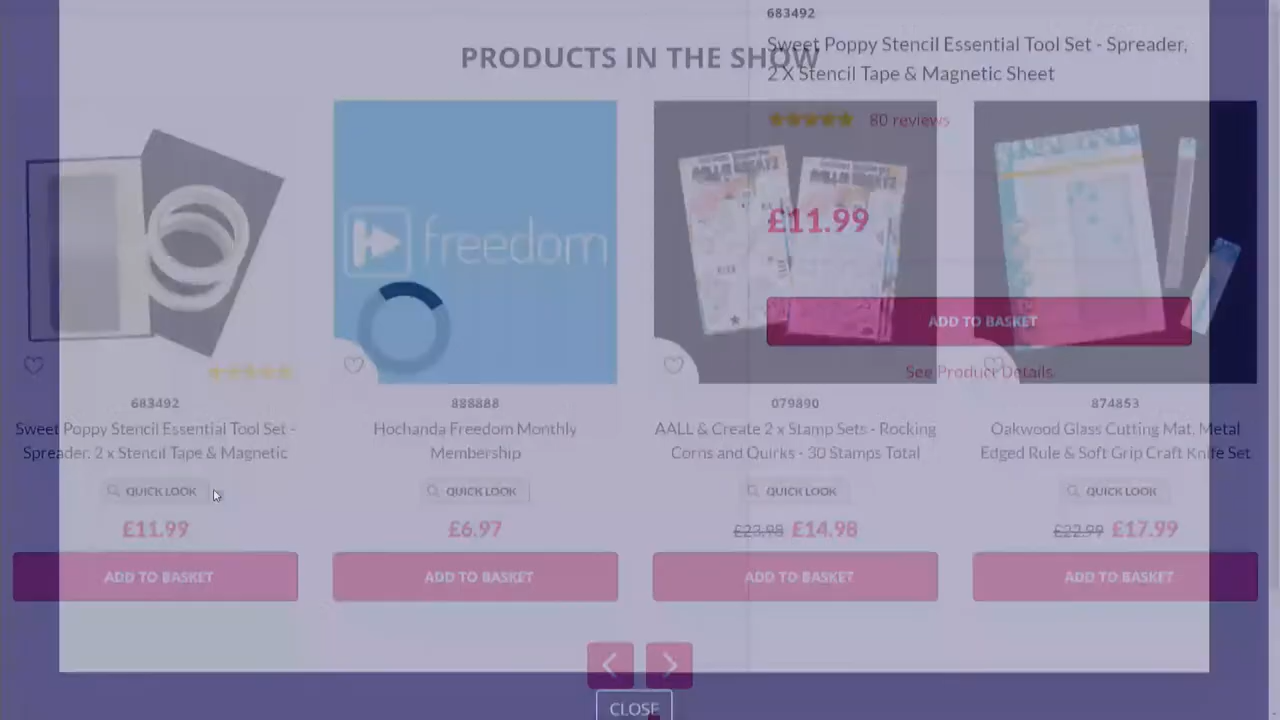 683492
Sweet Poppy Stencil Essential Tool Set - Spreader,
2 X Stencil Tape & Magnetic Sheet
80 reviews
£11.99
ADD TO BASKET
See Product Details
PRODUCTS IN THE SHOW
freedom
683492
Sweet Poppy Stencil Essential Tool Set -
Spreader, 2 x Stencil Tape & Magnetic
QUICK LOOK
£11.99
ADD TO BASKET
888888
Hochanda Freedom Monthly
Membership
QUICK LOOK
£6.97
ADD TO BASKET
079890
AALL & Create 2 x Stamp Sets - Rocking
Corns and Quirks - 30 Stamps Total
QUICK LOOK
£23.98 £14.98
ADD TO BASKET
874853
Oakwood Glass Cutting Mat, Metal
Edged Rule & Soft Grip Craft Knife Set
QUICK LOOK
£22.99 £17.99
ADD TO BASKET
CLOSE